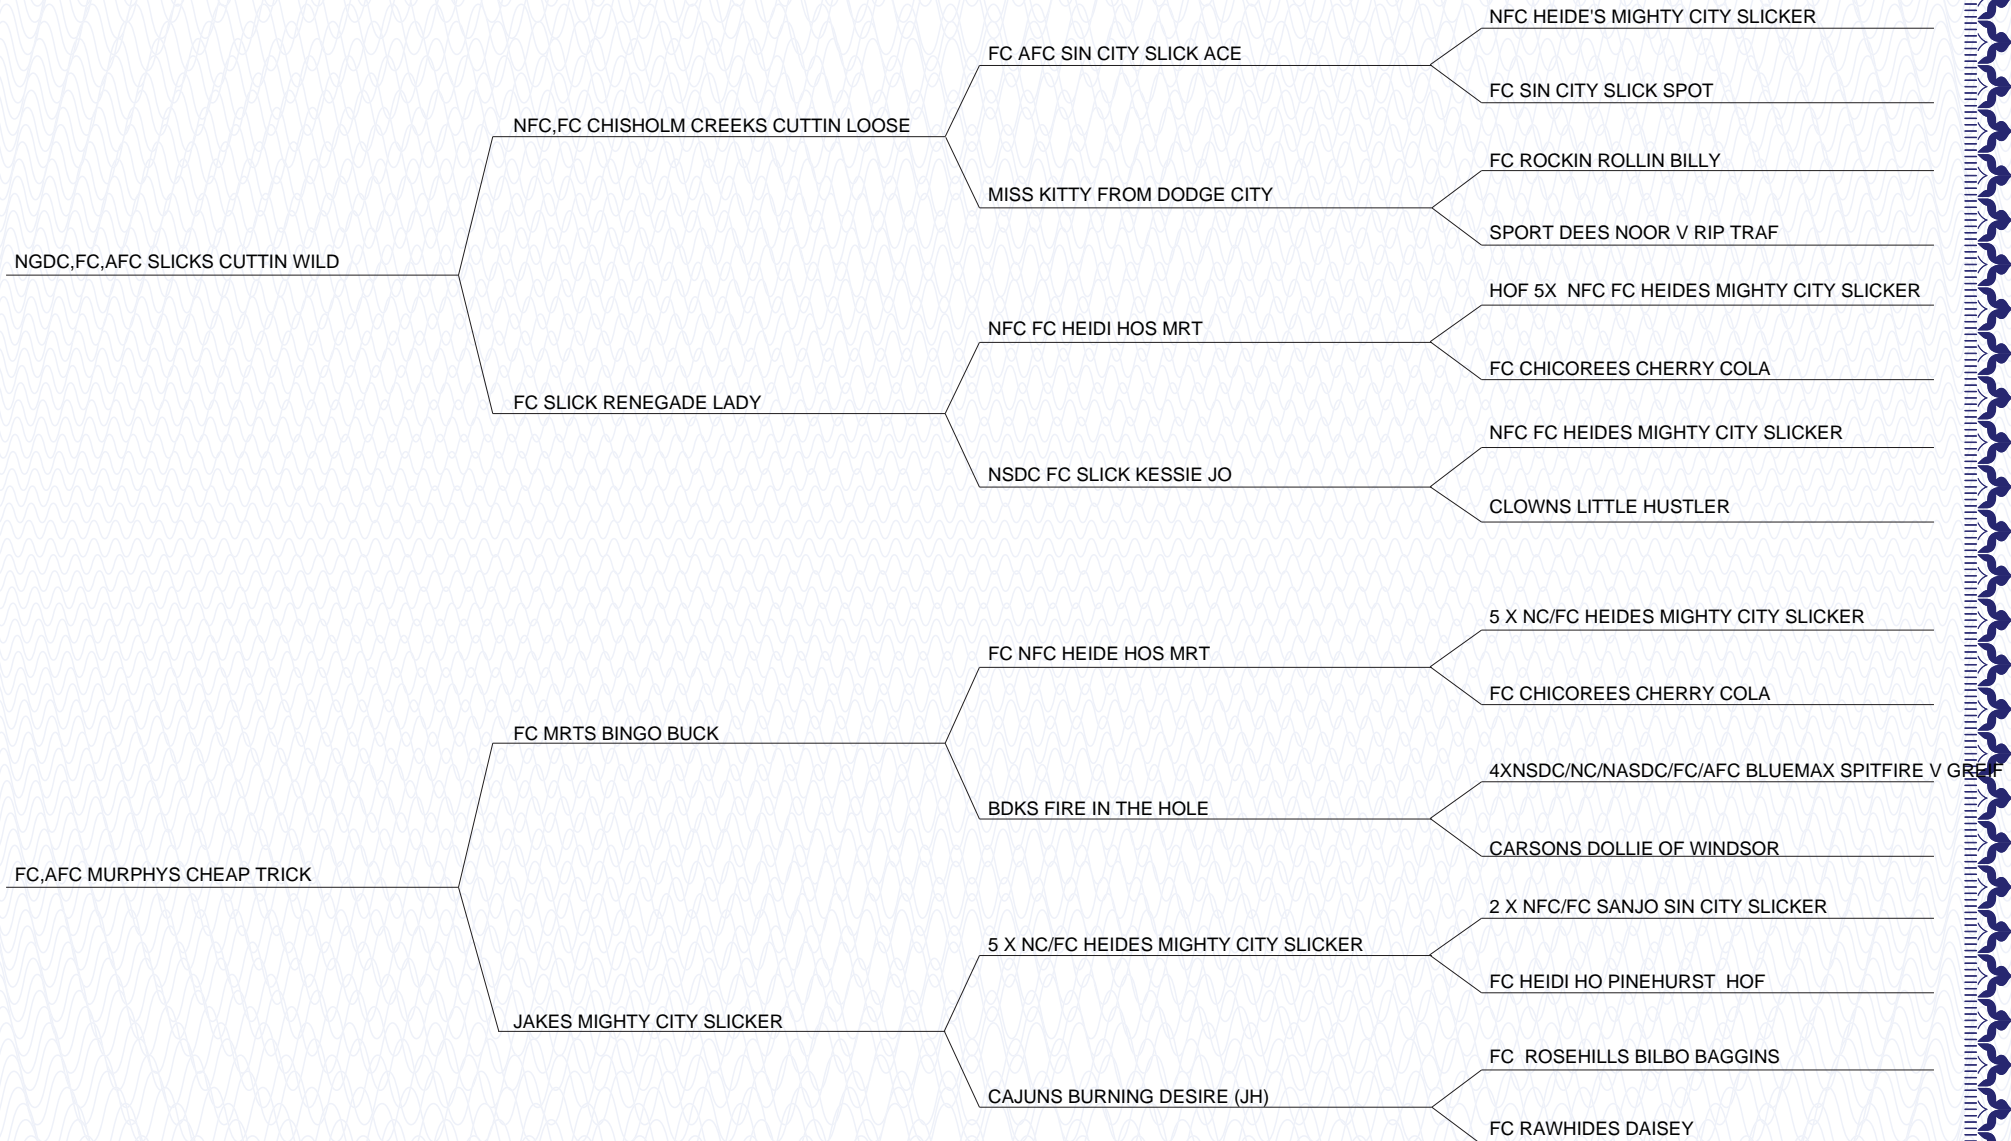 NFC HEIDE'S MIGHTY CITY SLICKER
FC AFC SIN CITY SLICK ACE
FC SIN CITY SLICK SPOT
NFC,FC CHISHOLM CREEKS CUTTIN LOOSE
FC ROCKIN ROLLIN BILLY
MISS KITTY FROM DODGE CITY
SPORT DEES NOOR V RIP TRAF
NGDC,FC,AFC SLICKS CUTTIN WILD
HOF 5X  NFC FC HEIDES MIGHTY CITY SLICKER
NFC FC HEIDI HOS MRT
FC CHICOREES CHERRY COLA
FC SLICK RENEGADE LADY
NFC FC HEIDES MIGHTY CITY SLICKER
NSDC FC SLICK KESSIE JO
CLOWNS LITTLE HUSTLER
5 X NC/FC HEIDES MIGHTY CITY SLICKER
FC NFC HEIDE HOS MRT
FC CHICOREES CHERRY COLA
FC MRTS BINGO BUCK
4XNSDC/NC/NASDC/FC/AFC BLUEMAX SPITFIRE V GREIF
BDKS FIRE IN THE HOLE
CARSONS DOLLIE OF WINDSOR
FC,AFC MURPHYS CHEAP TRICK
2 X NFC/FC SANJO SIN CITY SLICKER
5 X NC/FC HEIDES MIGHTY CITY SLICKER
FC HEIDI HO PINEHURST  HOF
JAKES MIGHTY CITY SLICKER
FC  ROSEHILLS BILBO BAGGINS
CAJUNS BURNING DESIRE (JH)
FC RAWHIDES DAISEY